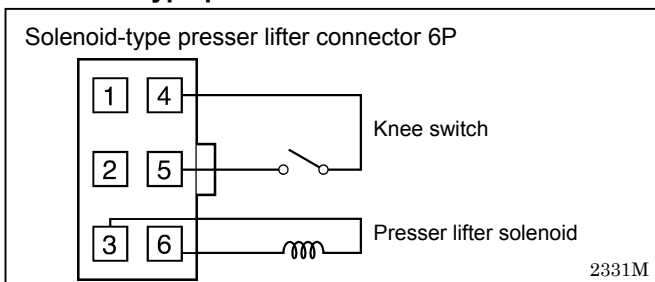 Solenoid-type presser lifter connector 6P
1 4
Knee switch
2 5
3 6
Presser lifter solenoid
2331M